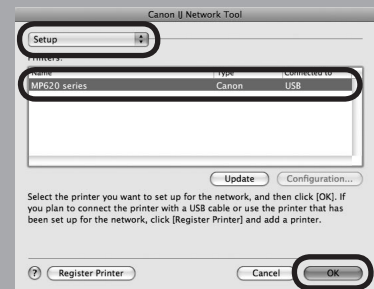 Canon IJ Network Tool
Setup
Printers:
Name Type Connected to
MP620 series Canon USB
Update Configuration...
Select the printer you want to set up for the network, and then click [OK]. If
you plan to connect the printer with a USB cable or use the printer that has
been set up for the network, click [Register Printer] and add a printer.
? Register Printer Cancel OK